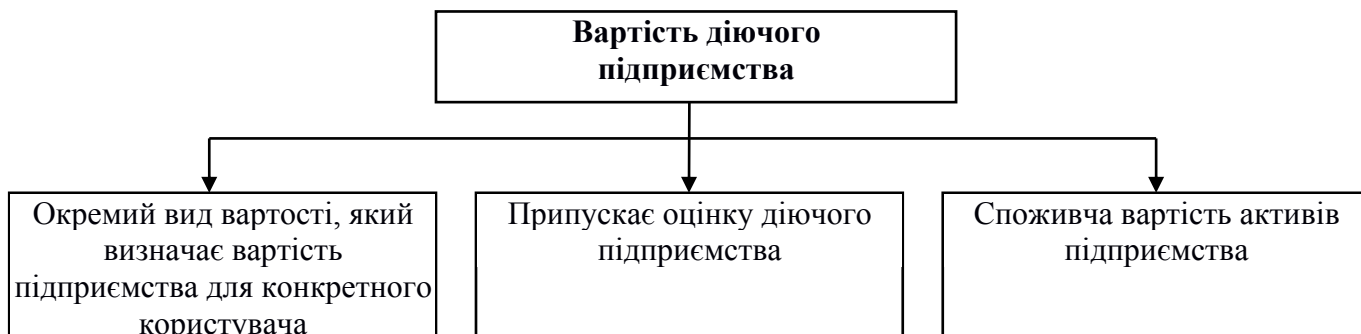 Вартість діючого
підприємства
Окремий вид вартості, який
визначає вартість
підприємства для конкретного
користувача
Припускає оцінку діючого
підприємства
Споживча вартість активів
підприємства